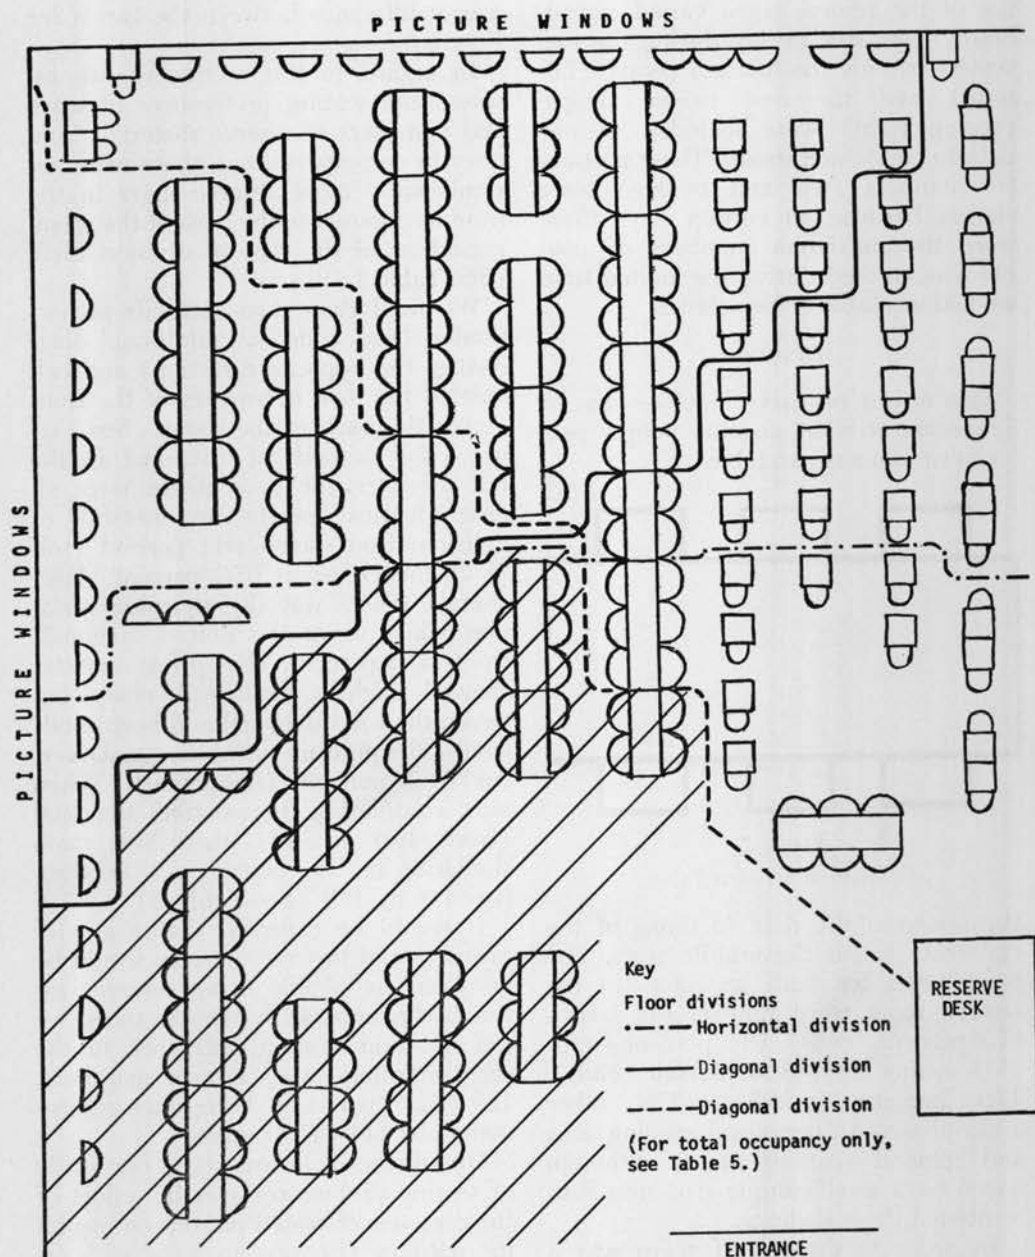 PICTURE WINDOWS
PICTURE WINDOWS
Key
Floor divisions
Horizontal division
Diagonal division
Diagonal division
(For total occupancy only,
see Table 5.)
RESERVE
DESK
ENTRANCE